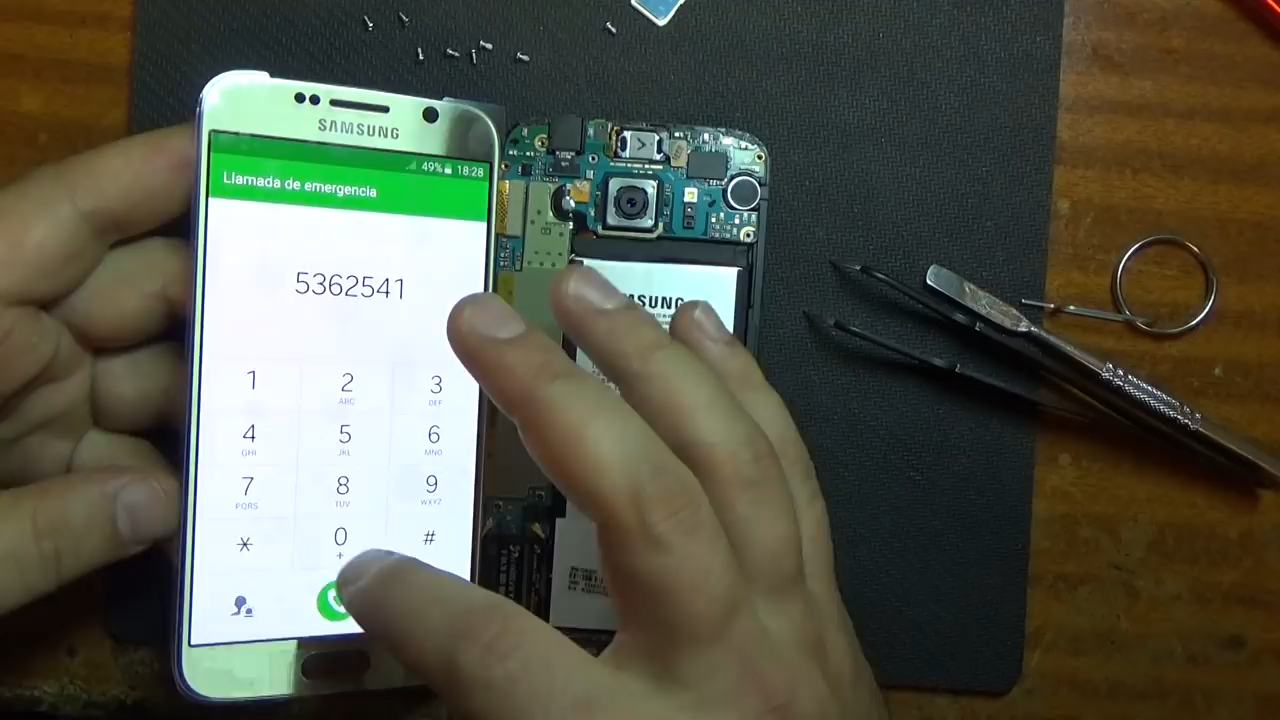 SAMSUNG
49% 18:28
Llamada de emergencia
5362541
1
2
ABC
3
DEF
4
GHI
5
JKL
6
MNO
7
PQRS
8
TUV
9
WXYZ
*
0
+
#
MSUNG